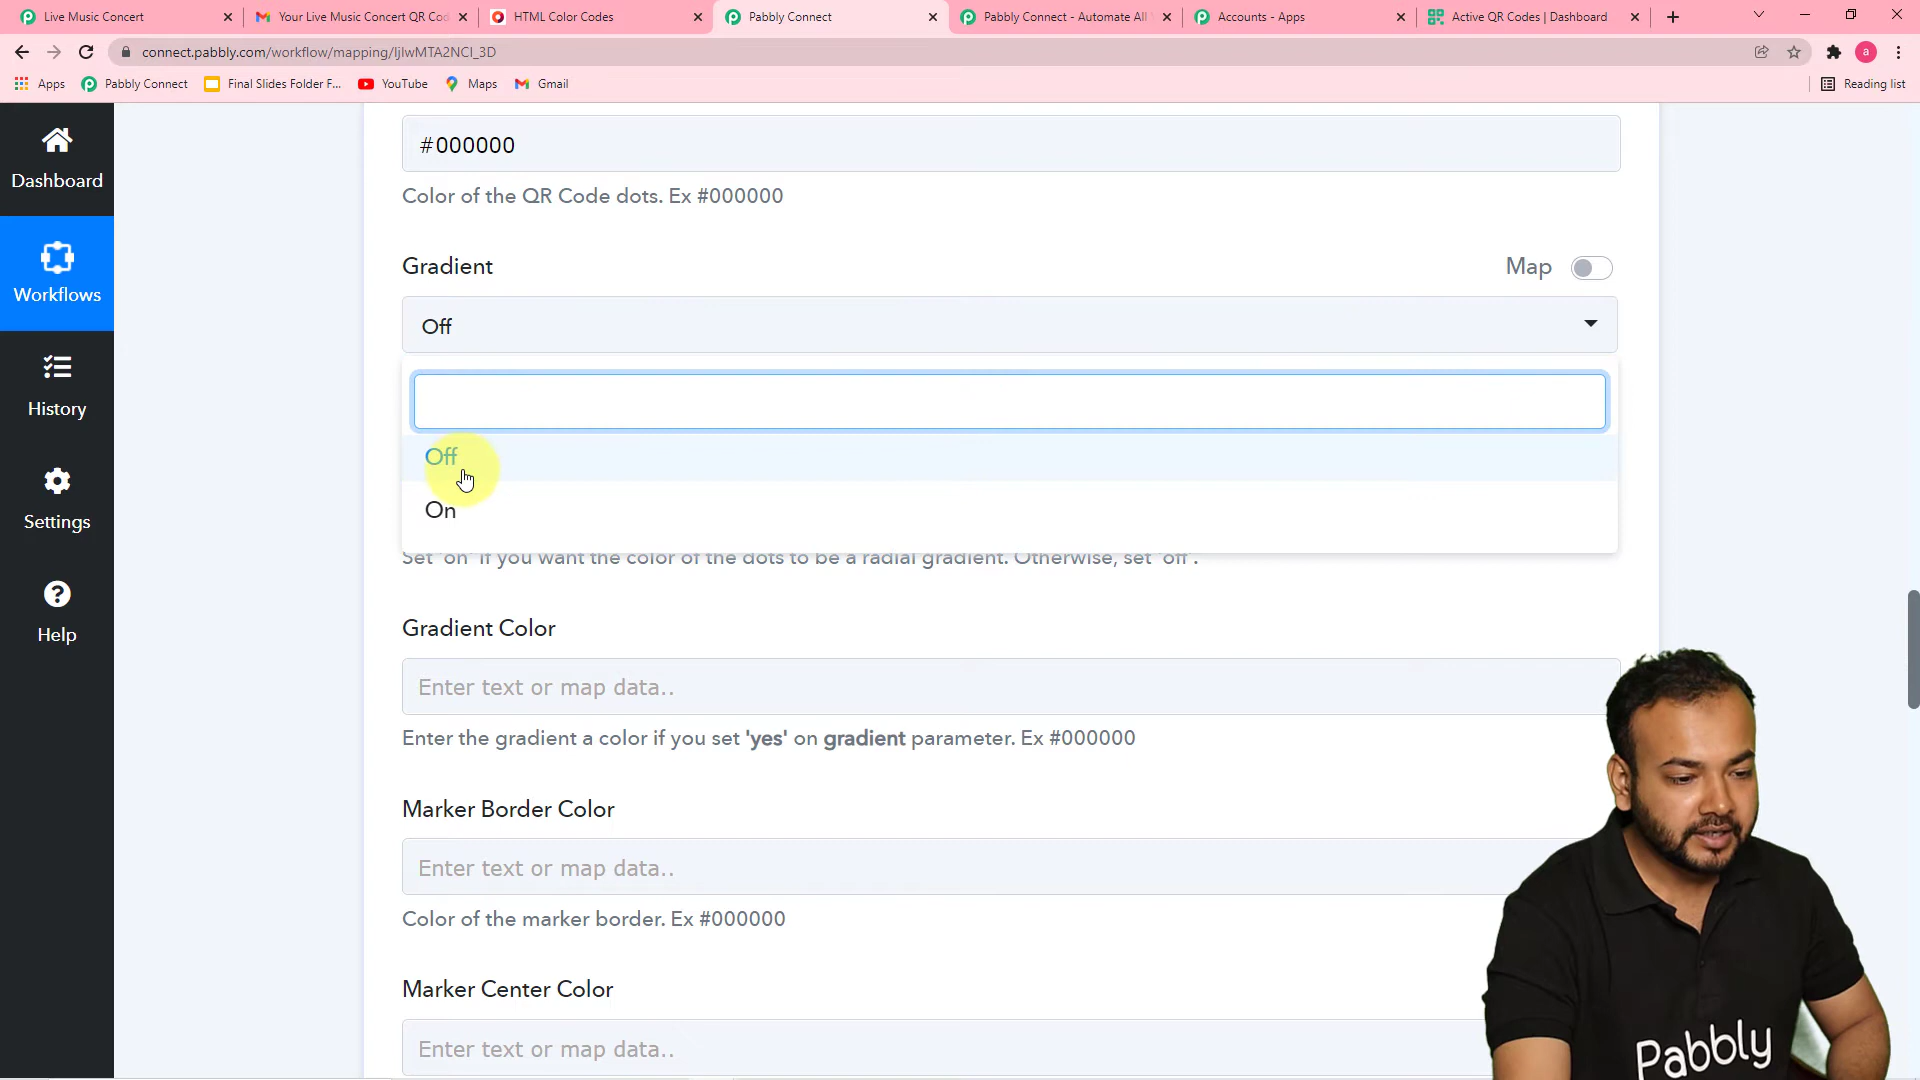 Live Music Concert
Your Live Music Concert QR Cod
HTML Color Codes
Pabbly Connect
Pabbly Connect - Automate All
Accounts - Apps
Active QR Codes | Dashboard
connect.pabbly.com/workflow/mapping/IjIwMTA2NCI_3D
a
Apps
Pabbly Connect
Final Slides Folder F...
YouTube
Maps
Gmail
Reading list
Dashboard
Workflows
History
Settings
Help
#000000
Color of the QR Code dots. Ex #000000
Gradient
Map
Off
Off
On
Set 'on' if you want the color of the dots to be a radial gradient. Otherwise, set 'off'.
Gradient Color
Enter text or map data..
Enter the gradient a color if you set 'yes' on gradient parameter. Ex #000000
Marker Border Color
Enter text or map data..
Color of the marker border. Ex #000000
Marker Center Color
Enter text or map data..
Pabbly